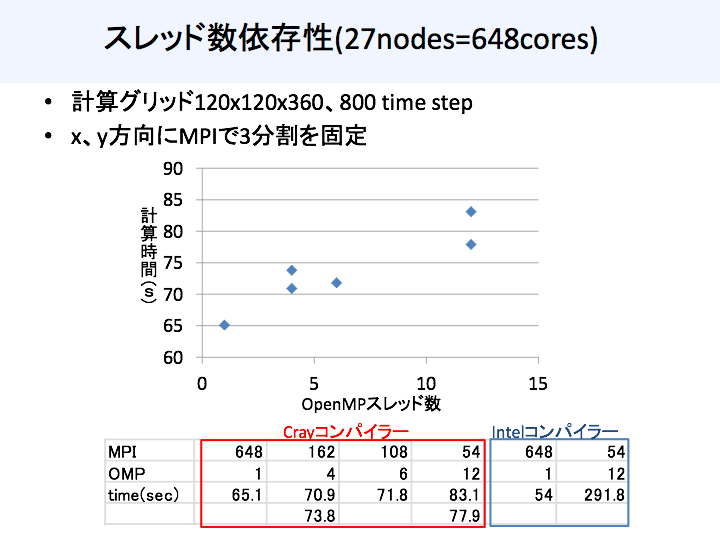 スレッド数依存性(27nodes=648cores)
• 計算グリッド120x120x360、800 time step
• x、y方向にMPIで3分割を固定
90
85
80
75
70
65
60
計算時間(s)
0 5 10 15
OpenMPスレッド数
Crayコンパイラー Intelコンパイラー
MPI 648 162 108 54 648 54
OMP 1 4 6 12 1 12
time(sec) 65.1 70.9 71.8 83.1 54 291.8
73.8 77.9